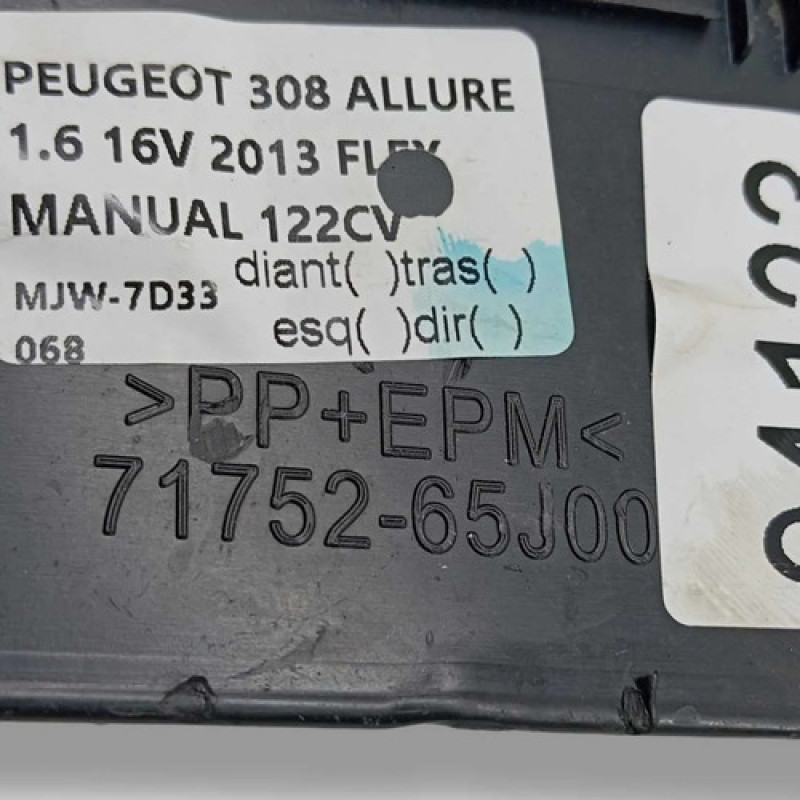 PEUGEOT 308 ALLURE
1.6 16V 2013 FLEX
MANUAL 122CV
diant( )tras( )
MJW-7D33
esq( )dir( )
068
>PP+EPM<
71752-65J00